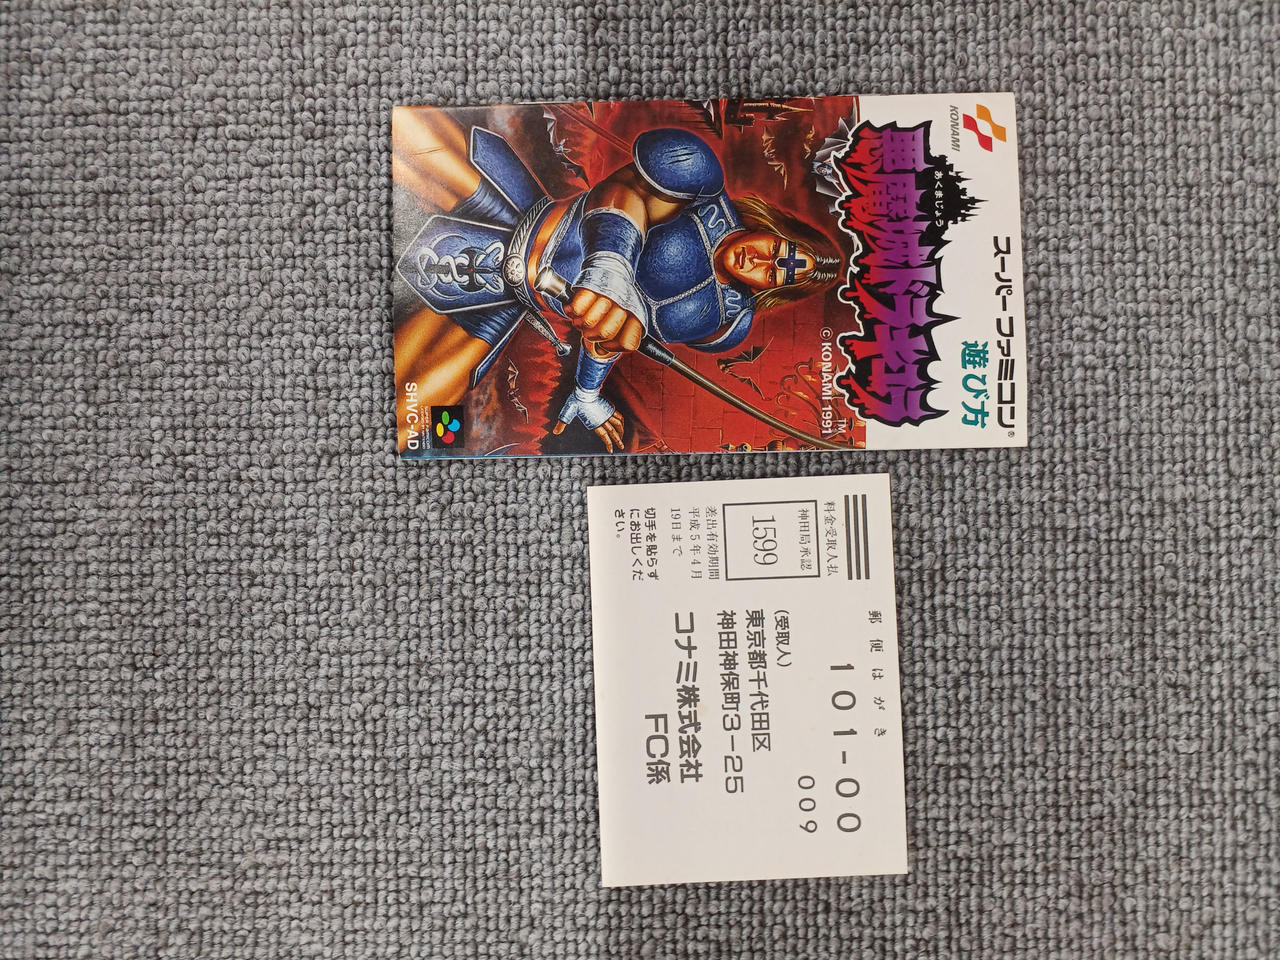 KONAMI
スーパーファミコン®
遊び方
あくまじょう
悪魔城ドラキュラ
TM
© KONAMI 1991
SUPER FAMICOM
SHVC-AD
郵便はがき
101-00
009
料金受取人払
神田局承認
1599
差出有効期間
平成5年4月
19日まで
切手を貼らず
にお出しくだ
さい。
(受取人)
東京都千代田区
神田神保町3-25
コナミ株式会社
FC係